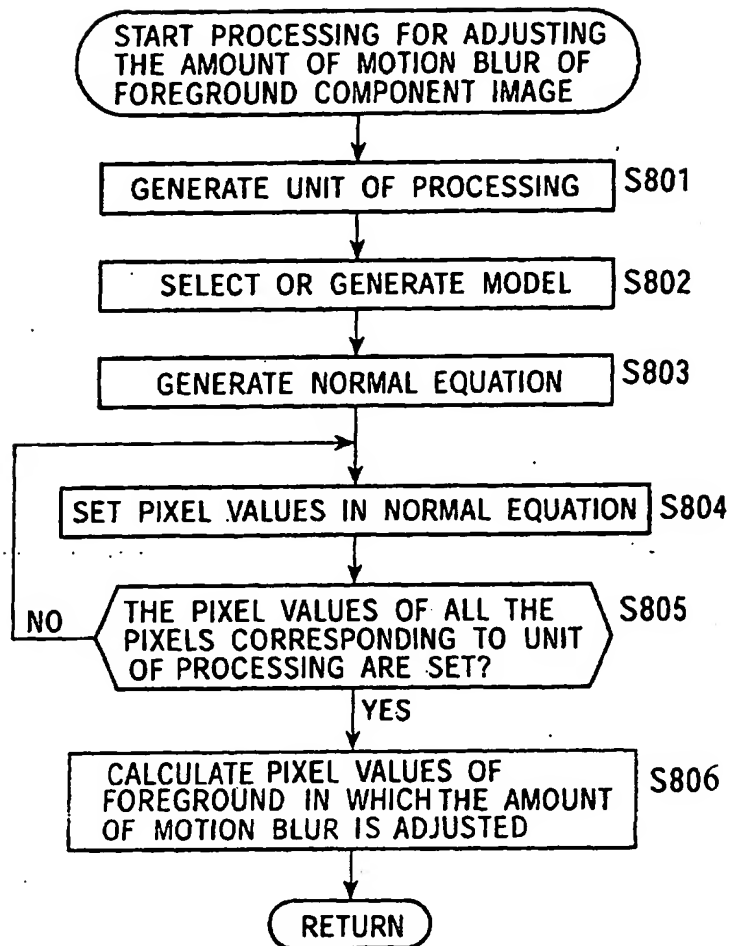 START PROCESSING FOR ADJUSTING
THE AMOUNT OF MOTION BLUR OF
FOREGROUND COMPONENT IMAGE
GENERATE UNIT OF PROCESSING
S801
SELECT OR GENERATE MODEL
S802
GENERATE NORMAL EQUATION
S803
SET PIXEL VALUES IN NORMAL EQUATION
S804
THE PIXEL VALUES OF ALL THE
PIXELS CORRESPONDING TO UNIT
OF PROCESSING ARE SET?
S805
NO
YES
CALCULATE PIXEL VALUES OF
FOREGROUND IN WHICH THE AMOUNT
OF MOTION BLUR IS ADJUSTED
S806
RETURN